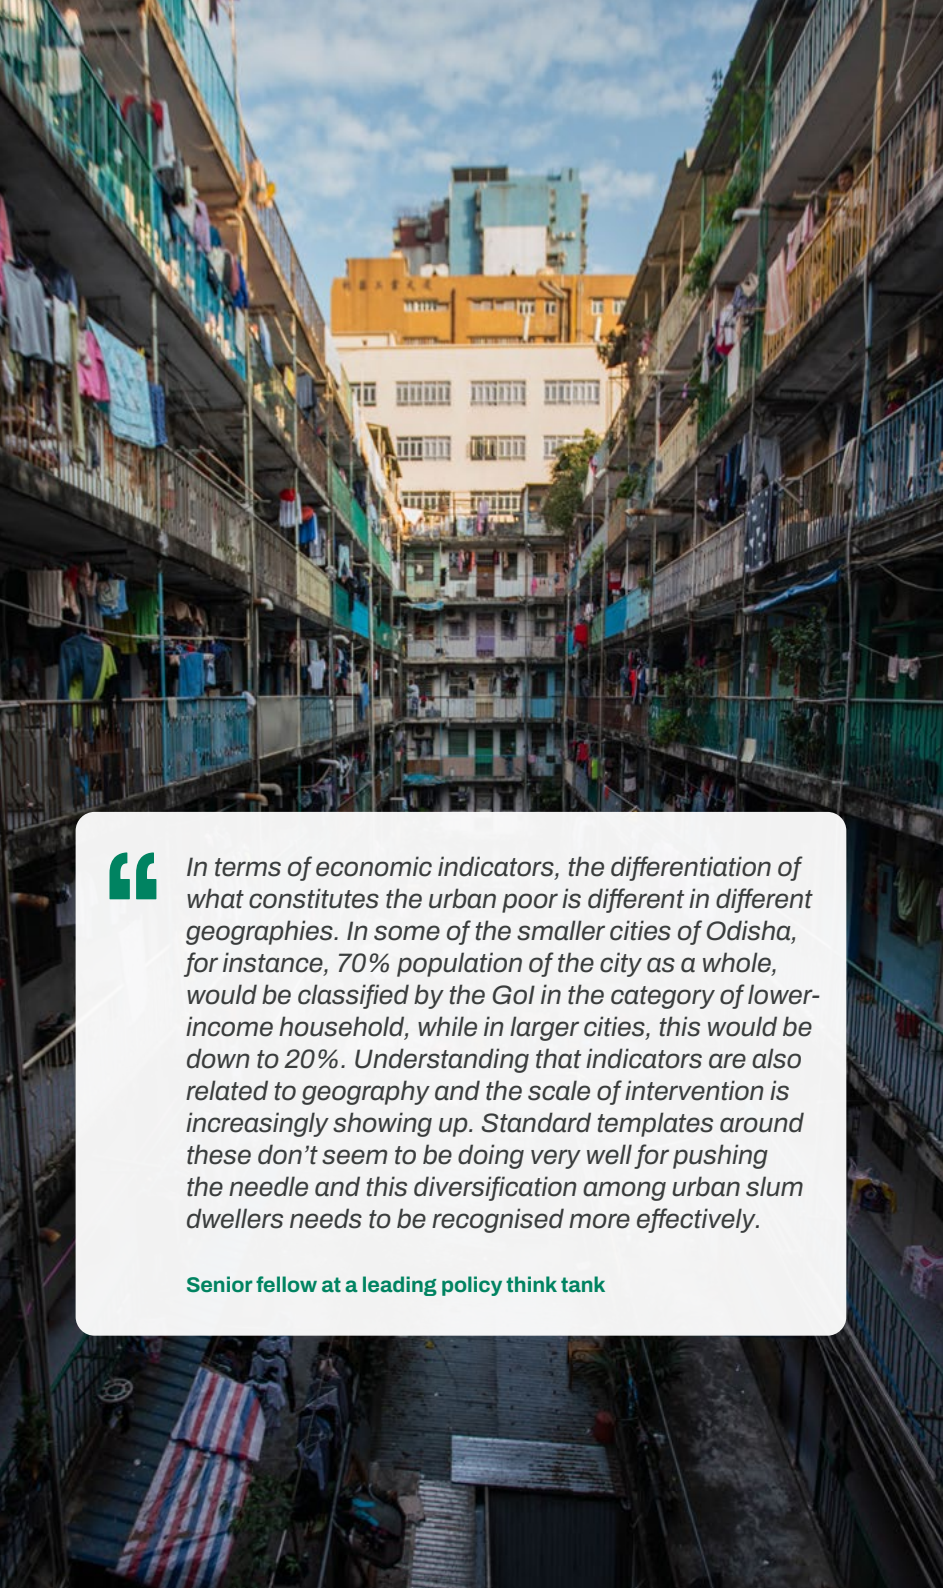 “
In terms of economic indicators, the differentiation of
what constitutes the urban poor is different in different
geographies. In some of the smaller cities of Odisha,
for instance, 70% population of the city as a whole,
would be classified by the GoI in the category of lower-
income household, while in larger cities, this would be
down to 20%. Understanding that indicators are also
related to geography and the scale of intervention is
increasingly showing up. Standard templates around
these don’t seem to be doing very well for pushing
the needle and this diversification among urban slum
dwellers needs to be recognised more effectively.
Senior fellow at a leading policy think tank